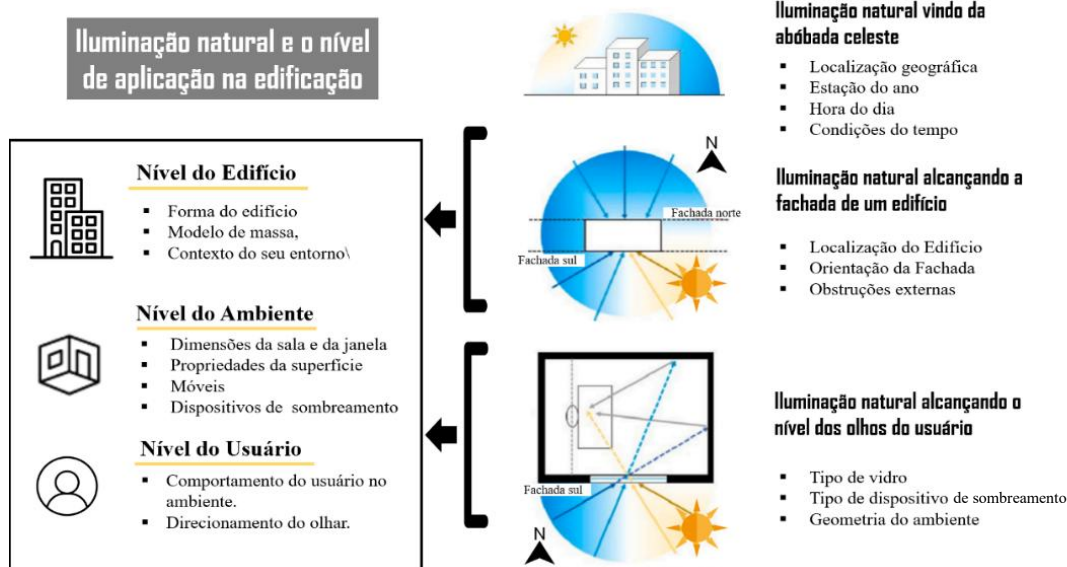 Iluminação natural e o nível
de aplicação na edificação
Nível do Edifício
▪ Forma do edifício
▪ Modelo de massa,
▪ Contexto do seu entorno\
Nível do Ambiente
▪ Dimensões da sala e da janela
▪ Propriedades da superfície
▪ Móveis
▪ Dispositivos de sombreamento
Nível do Usuário
▪ Comportamento do usuário no
ambiente.
▪ Direcionamento do olhar.
N
Fachada norte
Fachada sul
Fachada sul
N
Iluminação natural vindo da
abóbada celeste
▪ Localização geográfica
▪ Estação do ano
▪ Hora do dia
▪ Condições do tempo
Iluminação natural alcançando a
fachada de um edifício
▪ Localização do Edifício
▪ Orientação da Fachada
▪ Obstruções externas
Iluminação natural alcançando o
nível dos olhos do usuário
▪ Tipo de vidro
▪ Tipo de dispositivo de sombreamento
▪ Geometria do ambiente